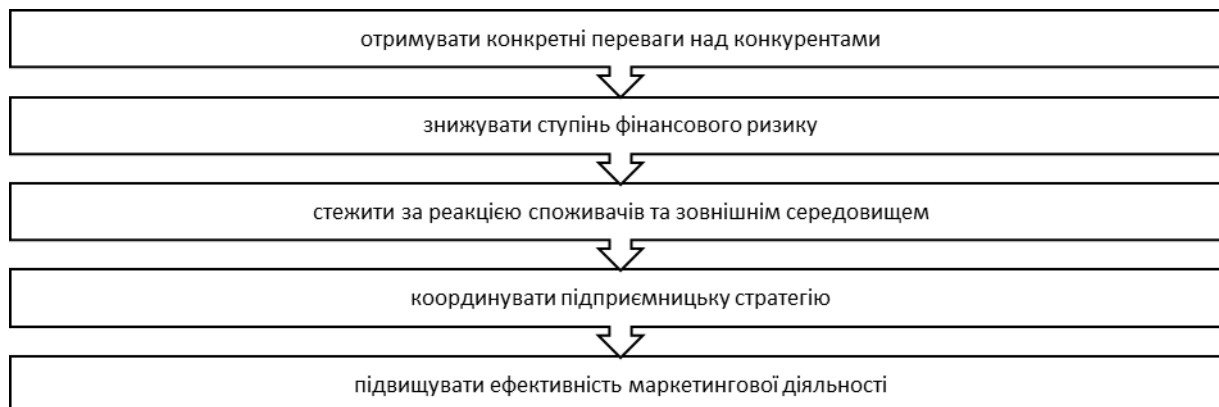 отримувати конкретні переваги над конкурентами
знижувати ступінь фінансового ризику
стежити за реакцією споживачів та зовнішнім середовищем
координувати підприємницьку стратегію
підвищувати ефективність маркетингової діяльності